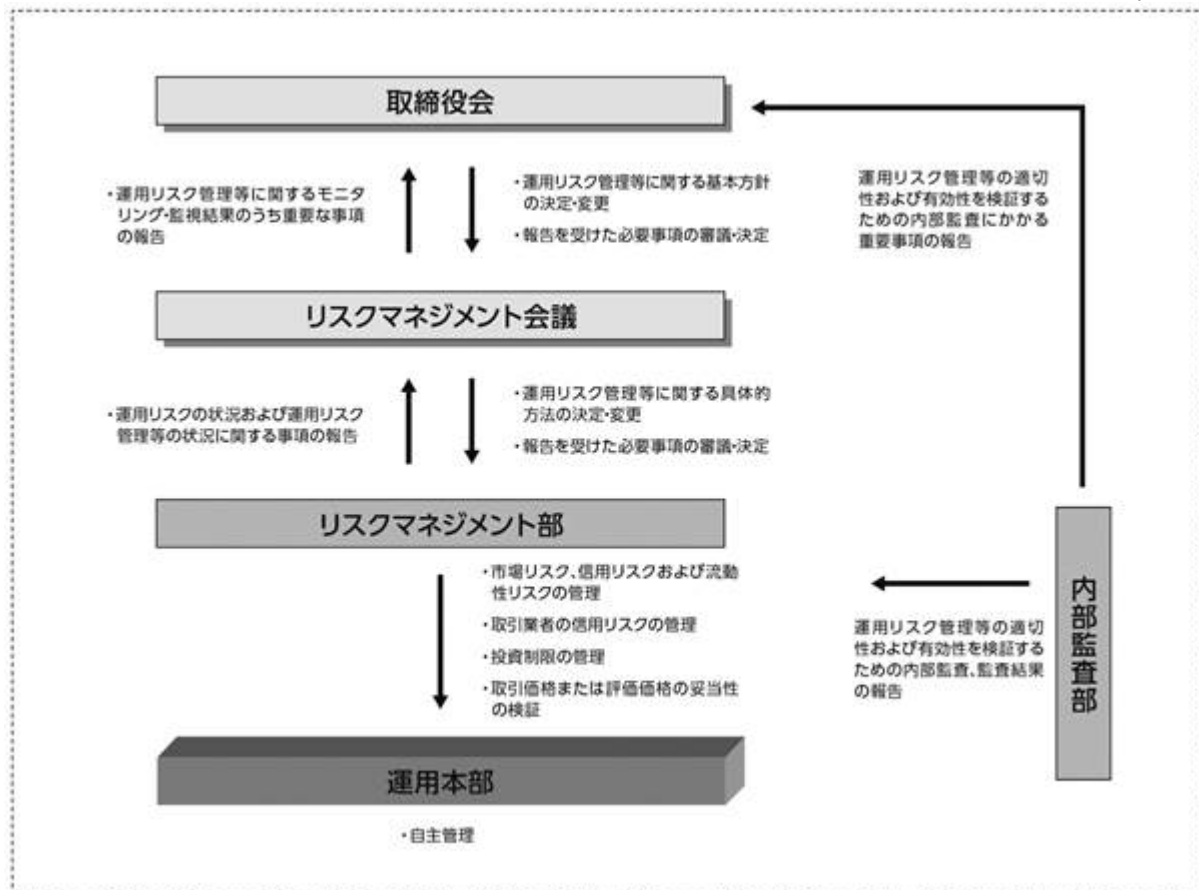 取締役会
・運用リスク管理等に関するモニタ
リング・監視結果のうち重要な事項
の報告
・運用リスク管理等に関する基本方針
の決定・変更
・報告を受けた必要事項の審議・決定
運用リスク管理等の適切
性および有効性を検証する
ための内部監査にかかる
重要事項の報告
リスクマネジメント会議
・運用リスクの状況および運用リスク
管理等の状況に関する事項の報告
・運用リスク管理等に関する具体的
方法の決定・変更
・報告を受けた必要事項の審議・決定
リスクマネジメント部
・市場リスク、信用リスクおよび流動
性リスクの管理
・取引業者の信用リスクの管理
・投資制限の管理
・取引価格または評価価格の妥当性
の検証
運用リスク管理等の適切
性および有効性を検証する
ための内部監査、監査結果
の報告
内部監査部
運用本部
・自主管理